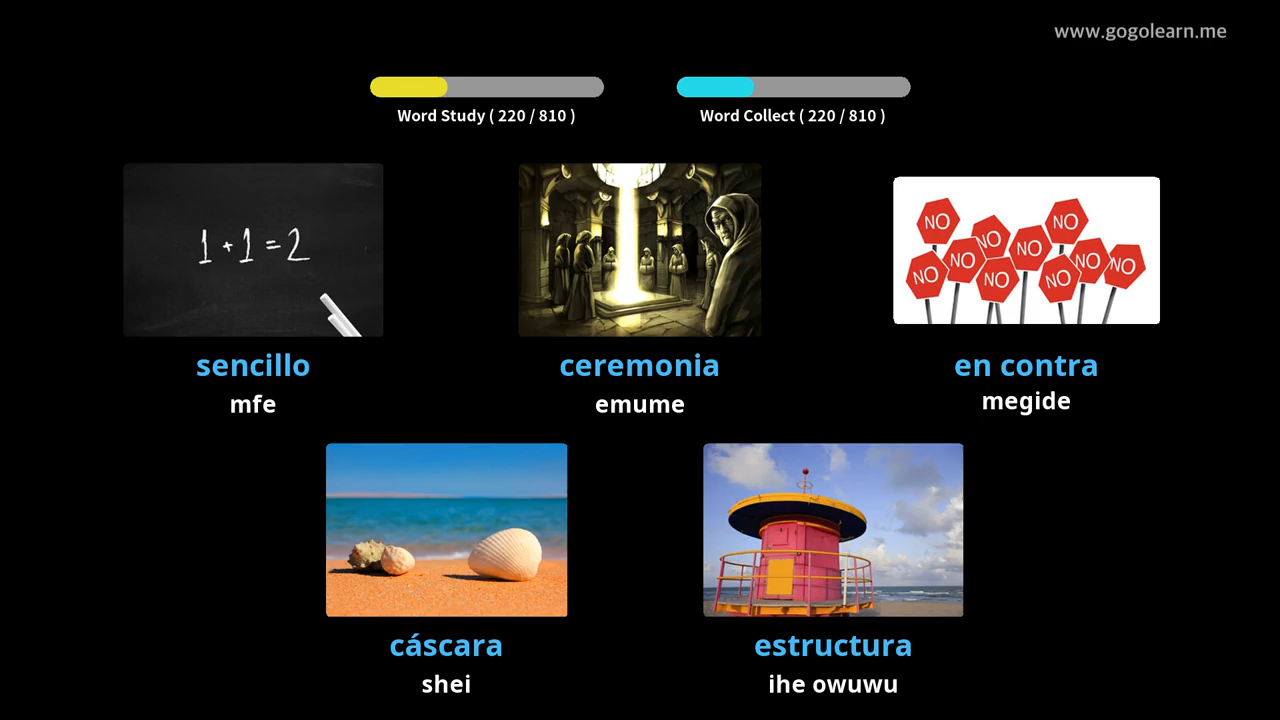 www.gogolearn.me
Word Study ( 220 / 810 )
Word Collect ( 220 / 810 )
1 + 1 = 2
NO
NO
NO
NO
NO
NO
NO
NO
NO
NO
sencillo
ceremonia
en contra
mfe
emume
megide
cáscara
estructura
shei
ihe owuwu